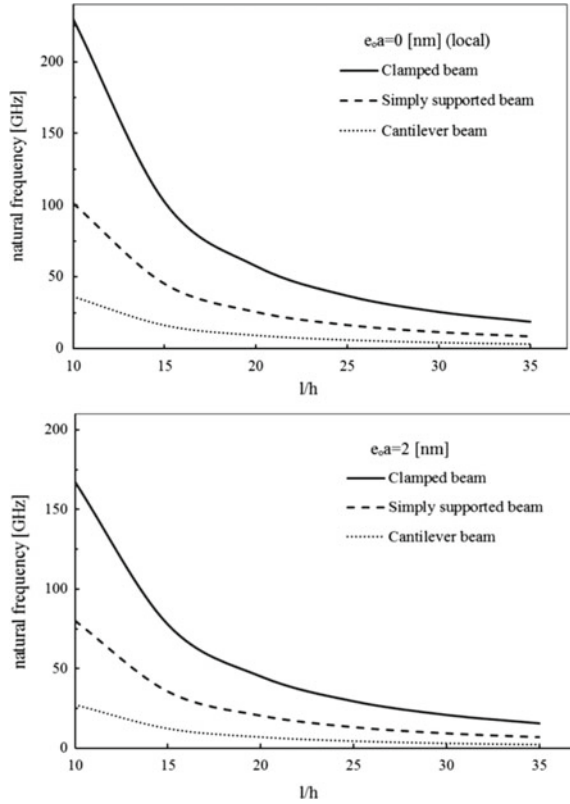 e₀a=0 [nm] (local)
Clamped beam
Simply supported beam
Cantilever beam
natural frequency [GHz]
200
150
100
50
0
10 15 20 25 30 35
l/h
e₀a=2 [nm]
Clamped beam
Simply supported beam
Cantilever beam
natural frequency [GHz]
200
150
100
50
0
10 15 20 25 30 35
l/h